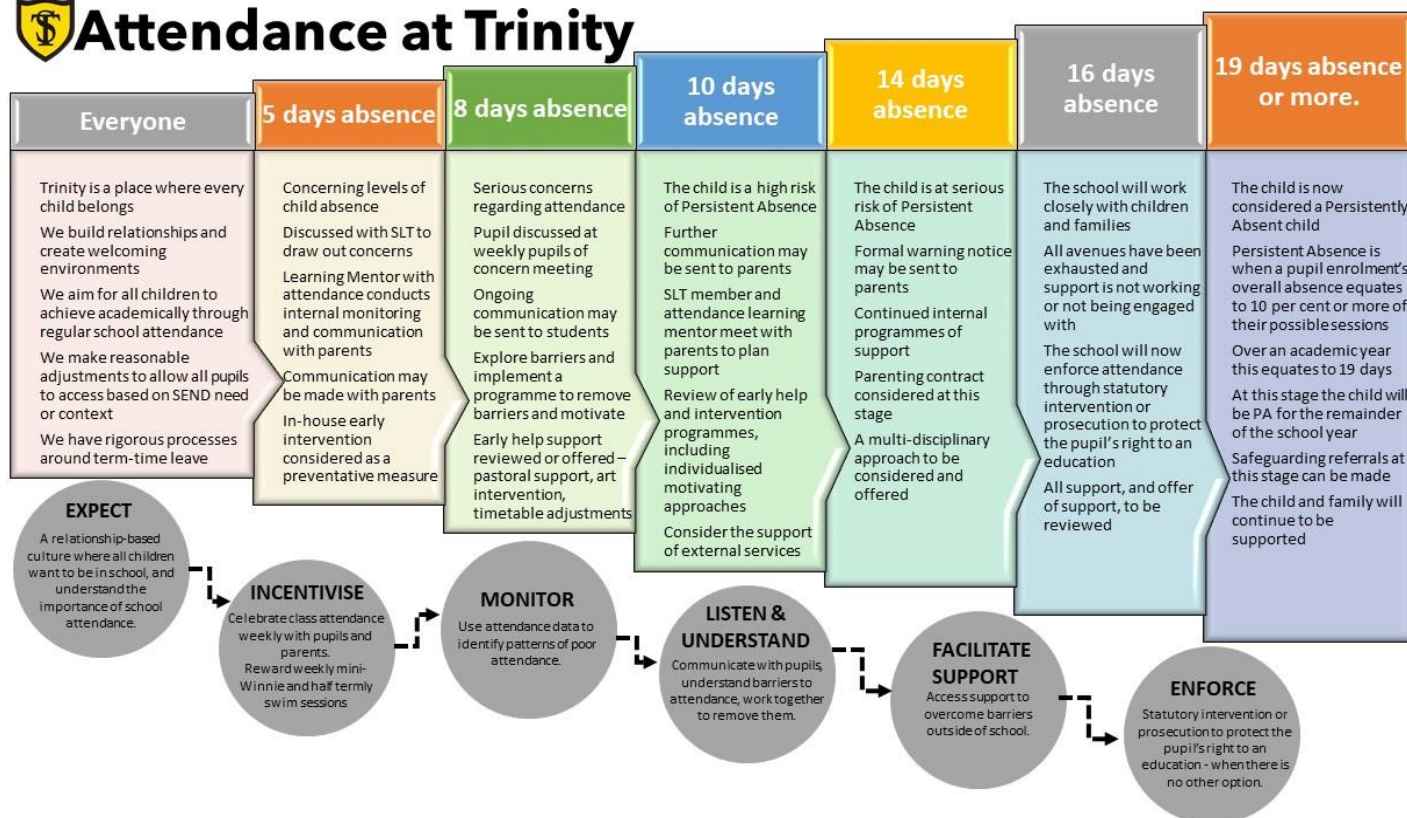 Attendance at Trinity
Everyone
Trinity is a place where every
child belongs
We build relationships and
create welcoming
environments
We aim for all children to
achieve academically through
regular school attendance
We make reasonable
adjustments to allow all pupils
to access based on SEND need
or context
We have rigorous processes
around term-time leave
5 days absence
Concerning levels of
child absence
Discussed with SLT to
draw out concerns
Learning Mentor with
attendance conducts
internal monitoring
and communication
with parents
Communication may
be made with parents
In-house early
intervention
considered as a
preventative measure
8 days absence
Serious concerns
regarding attendance
Pupil discussed at
weekly pupils of
concern meeting
Ongoing
communication may
be sent to students
Explore barriers and
implement a
programme to remove
barriers and motivate
Early help support
reviewed or offered –
pastoral support, art
intervention,
timetable adjustments
10 days
absence
The child is a high risk
of Persistent Absence
Further
communication may
be sent to parents
SLT member and
attendance learning
mentor meet with
parents to plan
support
Review of early help
and intervention
programmes,
including
individualised
motivating
approaches
Consider the support
of external services
14 days
absence
The child is at serious
risk of Persistent
Absence
Formal warning notice
may be sent to
parents
Continued internal
programmes of
support
Parenting contract
considered at this
stage
A multi-disciplinary
approach to be
considered and
offered
16 days
absence
The school will work
closely with children
and families
All avenues have been
exhausted and
support is not working
or not being engaged
with
The school will now
enforce attendance
through statutory
intervention or
prosecution to protect
the pupil's right to an
education
All support, and offer
of support, to be
reviewed
19 days absence
or more.
The child is now
considered a Persistently
Absent child
Persistent Absence is
when a pupil enrolment's
overall absence equates
to 10 per cent or more of
their possible sessions
Over an academic year
this equates to 19 days
At this stage the child will
be PA for the remainder
of the school year
Safeguarding referrals at
this stage can be made
The child and family will
continue to be
supported
EXPECT
A relationship-based
culture where all children
want to be in school, and
understand the
importance of school
attendance.
INCENTIVISE
Celebrate class attendance
weekly with pupils and
parents.
Reward weekly mini-
Winnie and half termly
swim sessions
MONITOR
Use attendance data to
identify patterns of poor
attendance.
LISTEN &
UNDERSTAND
Communicate with pupils,
understand barriers to
attendance, work together
to remove them.
FACILITATE
SUPPORT
Access support to
overcome barriers
outside of school.
ENFORCE
Statutory intervention or
prosecution to protect the
pupil's right to an
education - when there is
no other option.